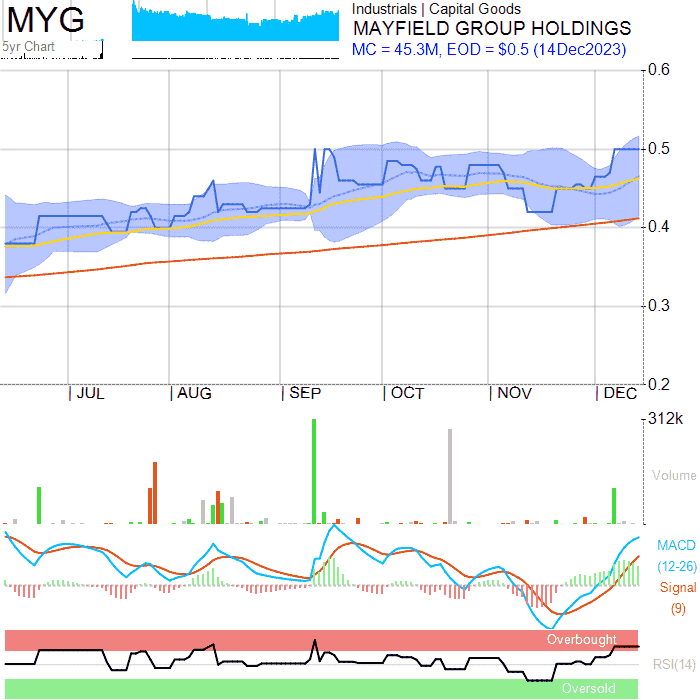 MYG
5yr Chart
Industrials | Capital Goods
MAYFIELD GROUP HOLDINGS
MC = 45.3M, EOD = $0.5 (14Dec2023)
0.6
0.5
0.4
0.3
0.2
JUL AUG SEP OCT NOV DEC
312k
Volume
MACD
(12-26)
Signal
(9)
Overbought
RSI(14)
Oversold